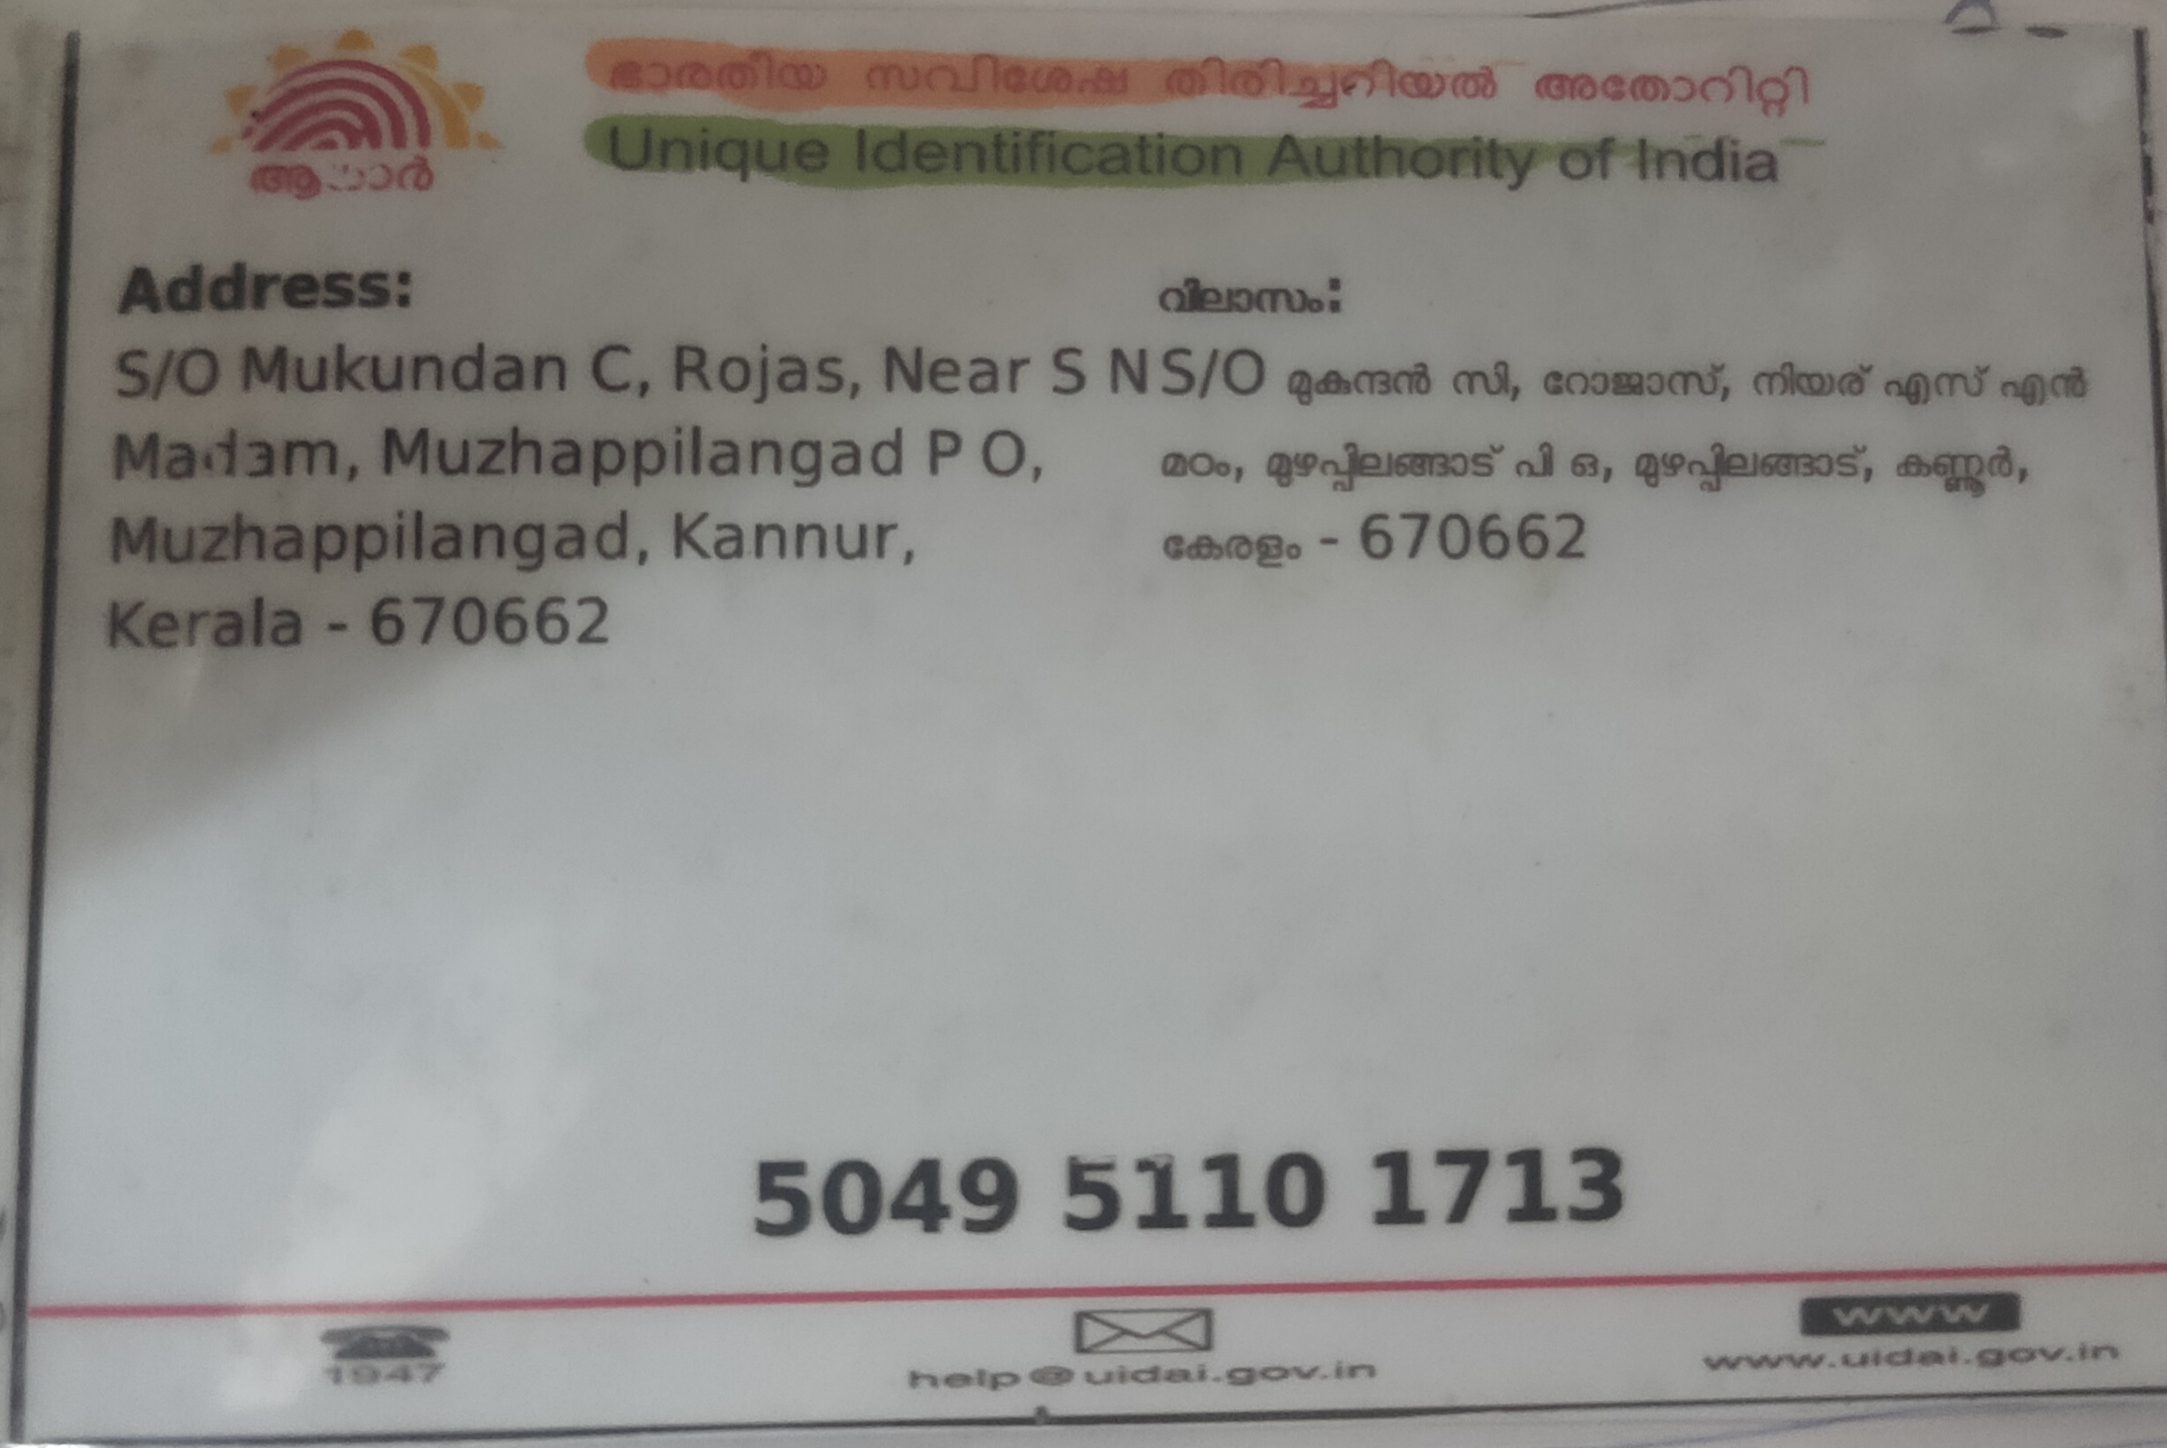 ഭാരതീയ സവിശേഷ തിരിച്ചറിയൽ അതോറിറ്റി
Unique Identification Authority of India
ആധാർ
Address:
S/O Mukundan C, Rojas, Near S N
Madam, Muzhappilangad P O,
Muzhappilangad, Kannur,
Kerala - 670662
വിലാസം:
S/O മുകുന്ദൻ സി, റോജാസ്, നിയര് എസ് എൻ
മഠം, മുഴപ്പിലങ്ങാട് പി ഒ, മുഴപ്പിലങ്ങാട്, കണ്ണൂർ,
കേരളം - 670662
5049 5110 1713
1947
help@uidai.gov.in
www
www.uidai.gov.in